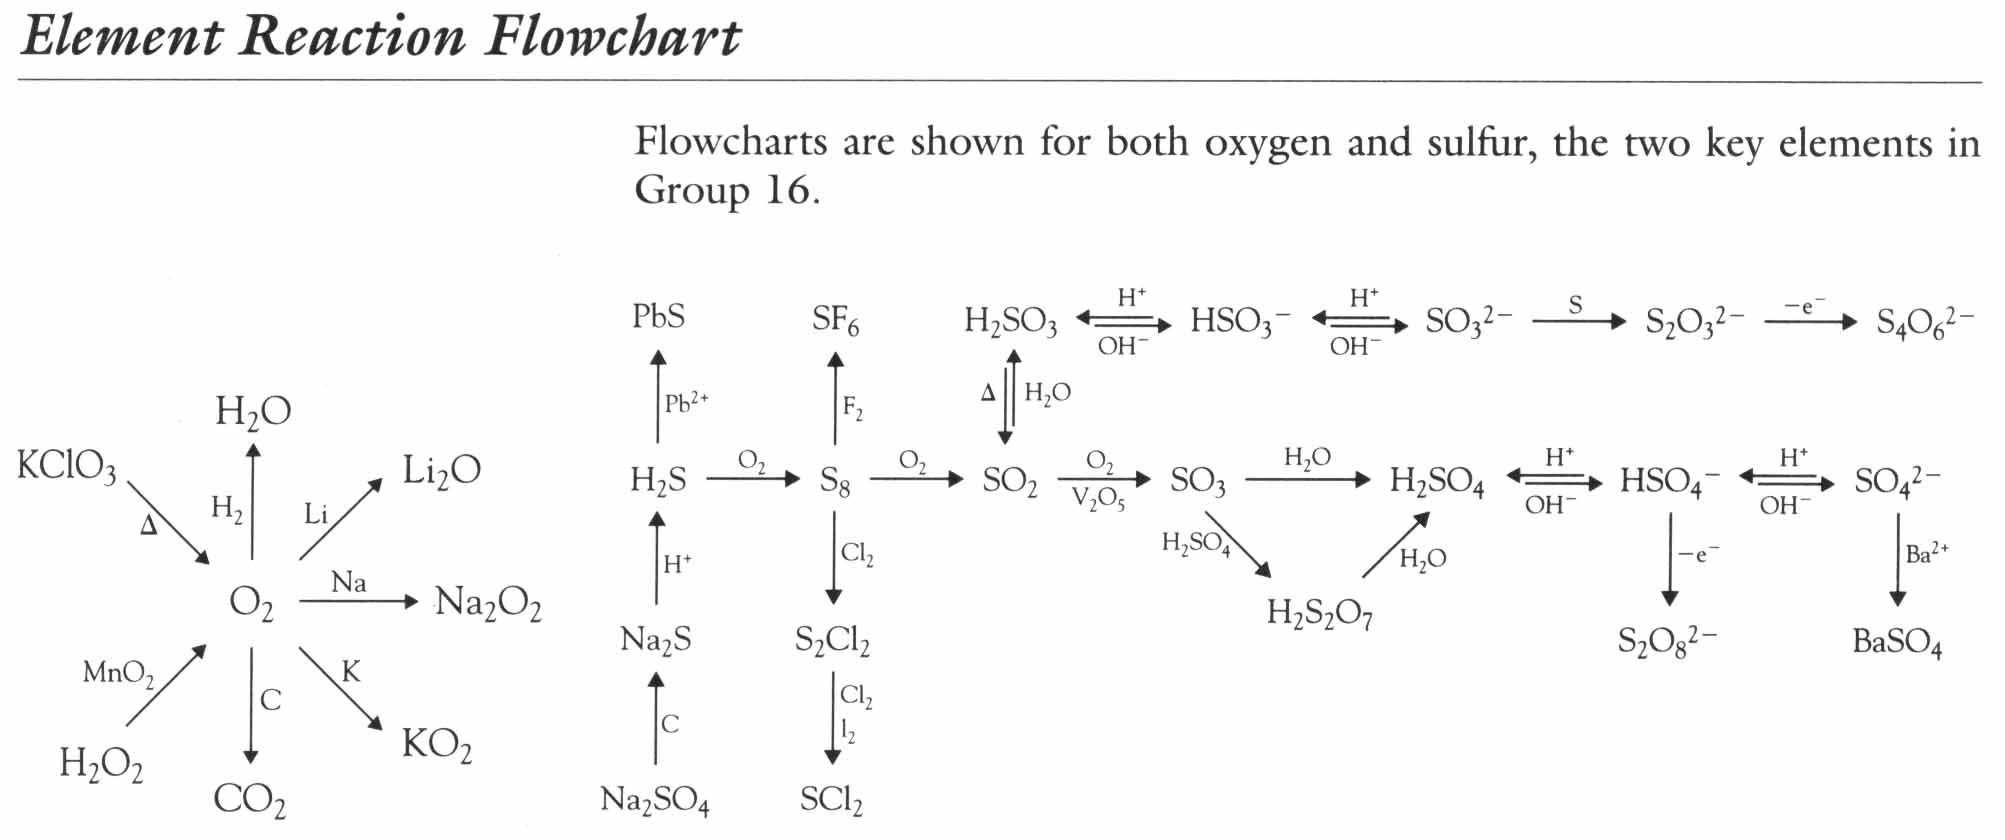 Element Reaction Flowchart
Flowcharts are shown for both oxygen and sulfur, the two key elements in
Group 16.
KClO₃
Δ
H₂O
H₂
Li₂O
Li
O₂
Na
Na₂O₂
MnO₂
H₂O₂
C
CO₂
K
KO₂
PbS
Pb²⁺
H₂S
H⁺
Na₂S
C
Na₂SO₄
O₂
SF₆
F₂
S₈
Cl₂
S₂Cl₂
Cl₂
I₂
SCl₂
O₂
H₂SO₃
H⁺
OH⁻
HSO₃⁻
H⁺
OH⁻
SO₃²⁻
S
S₂O₃²⁻
−e⁻
S₄O₆²⁻
Δ
H₂O
SO₂
O₂
V₂O₅
SO₃
H₂O
H₂SO₄
H⁺
OH⁻
HSO₄⁻
H⁺
OH⁻
SO₄²⁻
H₂SO₄
H₂S₂O₇
H₂O
−e⁻
S₂O₈²⁻
Ba²⁺
BaSO₄